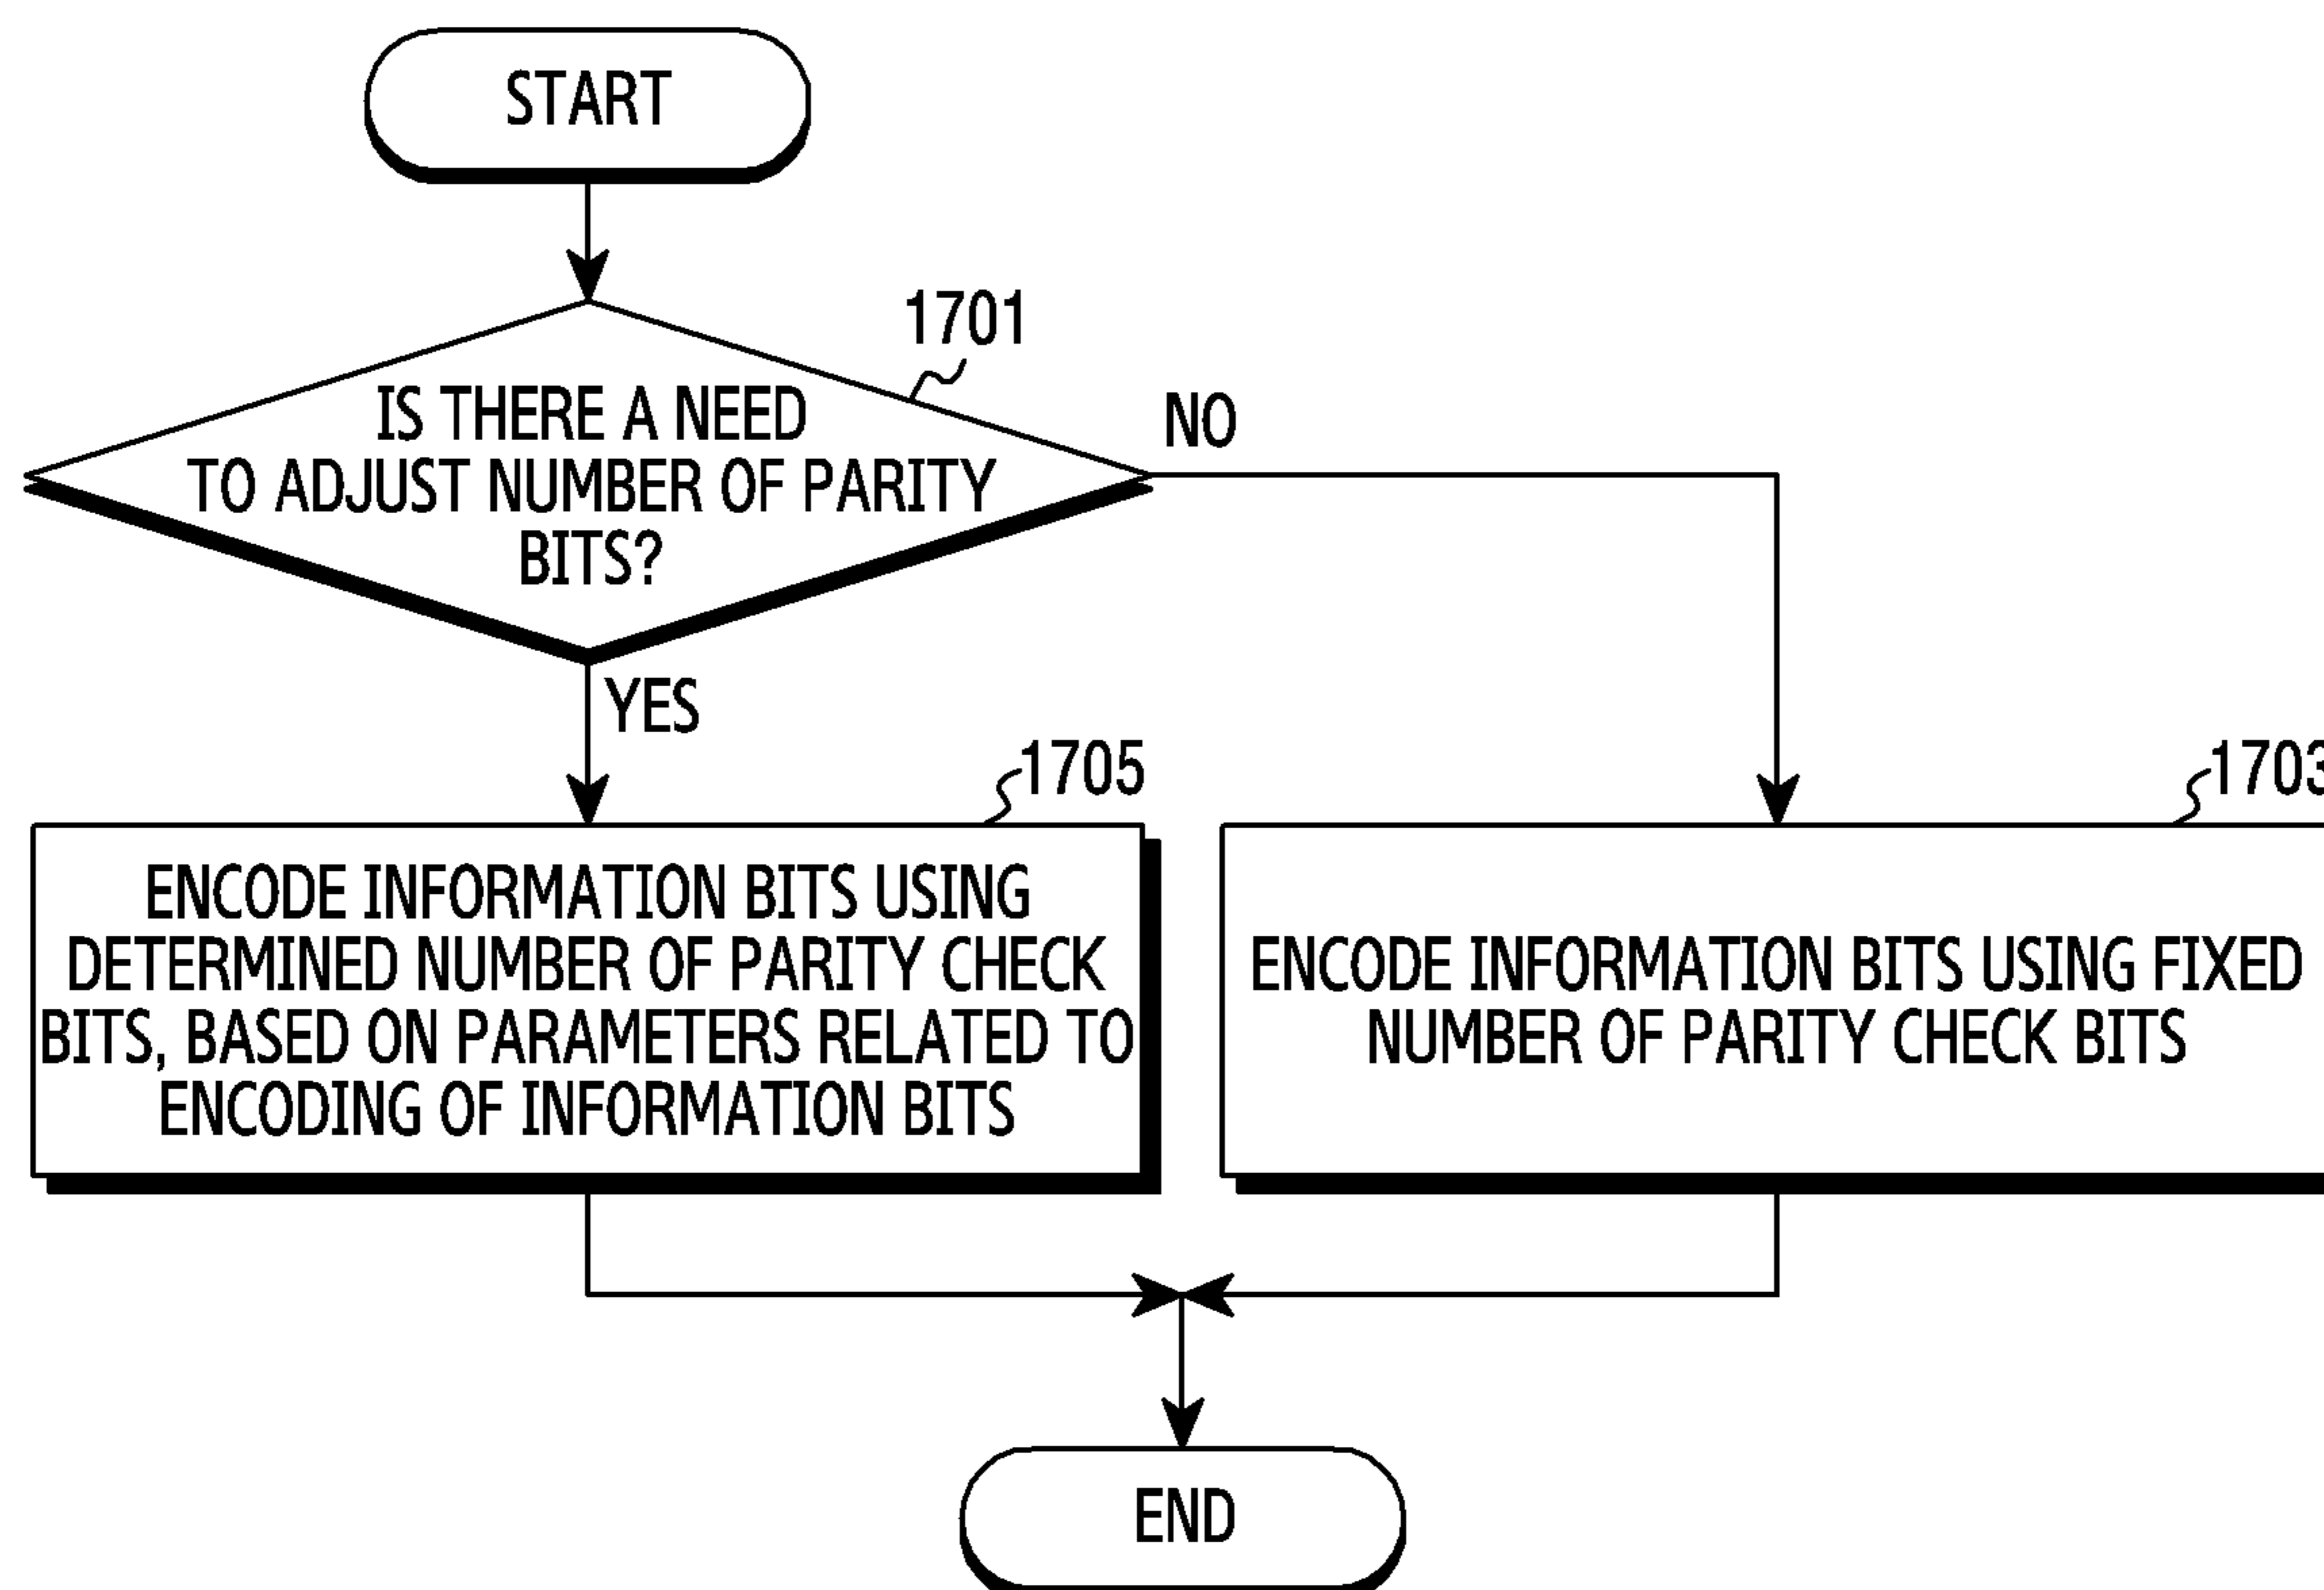 START
1701
IS THERE A NEED
TO ADJUST NUMBER OF PARITY
BITS?
NO
YES
1705
1703
ENCODE INFORMATION BITS USING
DETERMINED NUMBER OF PARITY CHECK
BITS, BASED ON PARAMETERS RELATED TO
ENCODING OF INFORMATION BITS
ENCODE INFORMATION BITS USING FIXED
NUMBER OF PARITY CHECK BITS
END